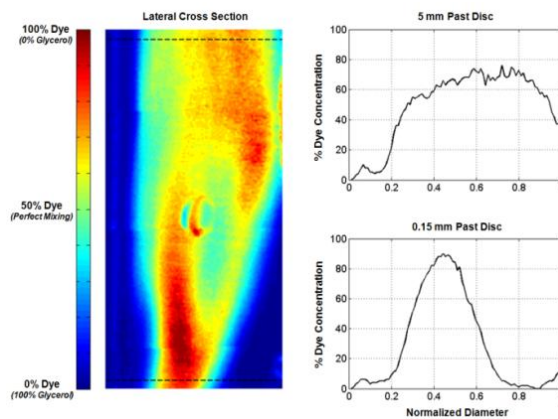 Lateral Cross Section
100% Dye
(0% Glycerol)
50% Dye
(Perfect Mixing)
0% Dye
(100% Glycerol)
5 mm Past Disc
% Dye Concentration
100
80
60
40
20
0
0 0.2 0.4 0.6 0.8 1
0.15 mm Past Disc
% Dye Concentration
100
80
60
40
20
0
0 0.2 0.4 0.6 0.8
Normalized Diameter